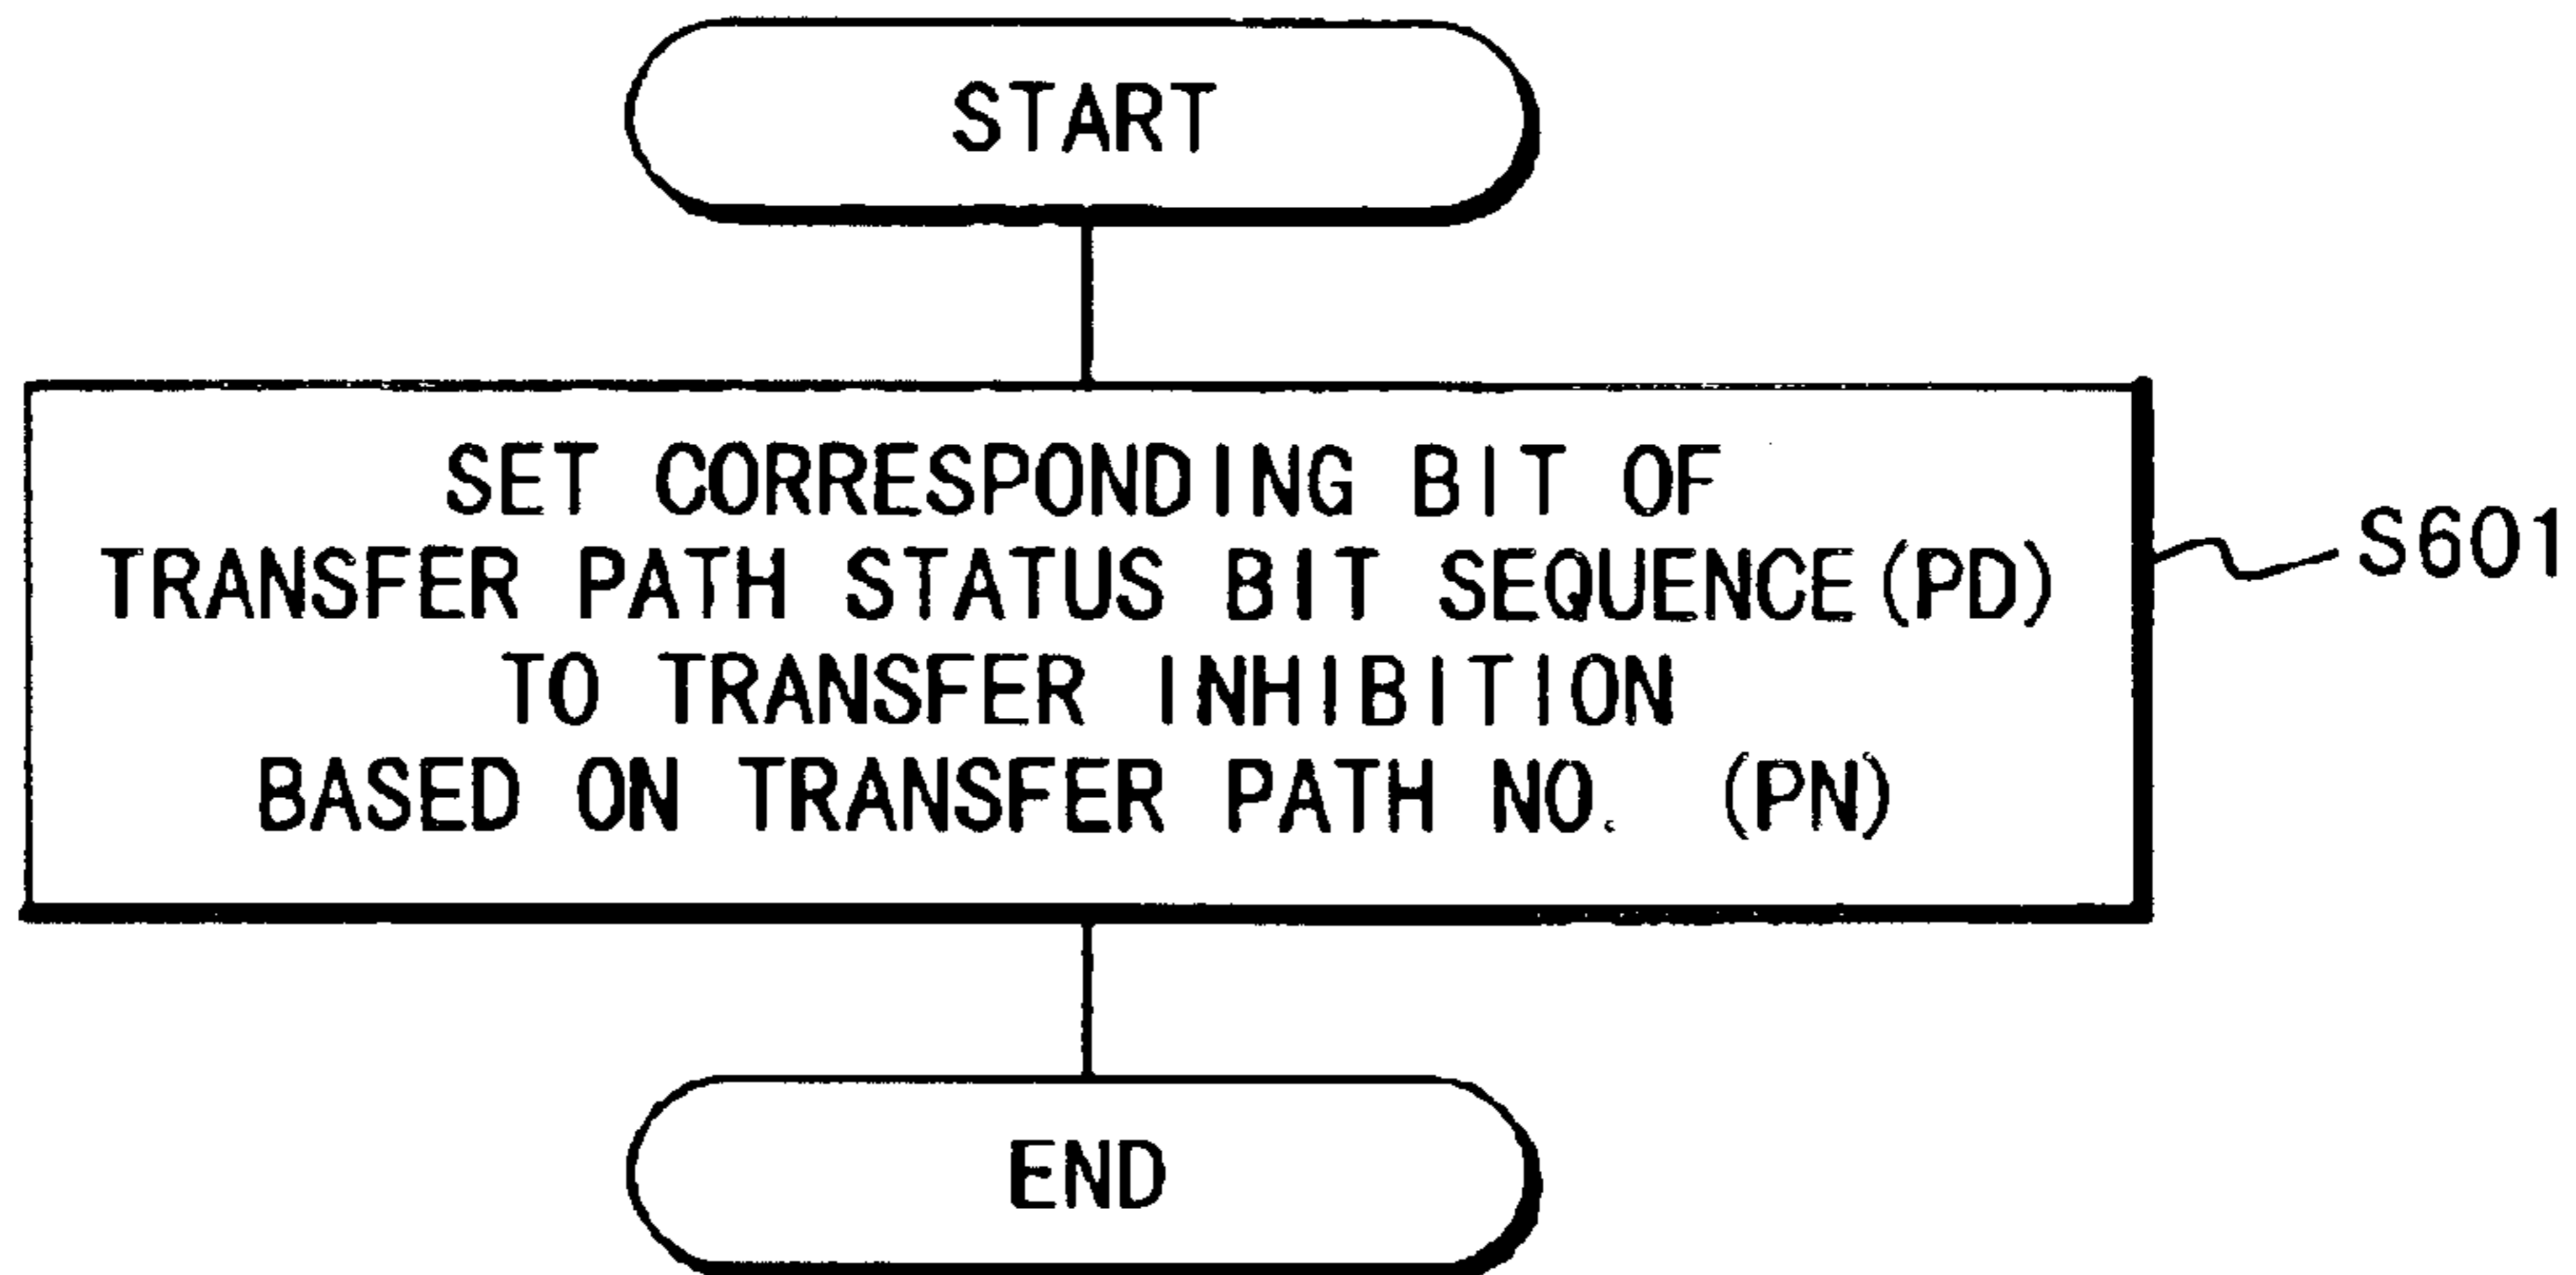 START
SET CORRESPONDING BIT OF
TRANSFER PATH STATUS BIT SEQUENCE(PD)
TO TRANSFER INHIBITION
BASED ON TRANSFER PATH NO. (PN)
S601
END